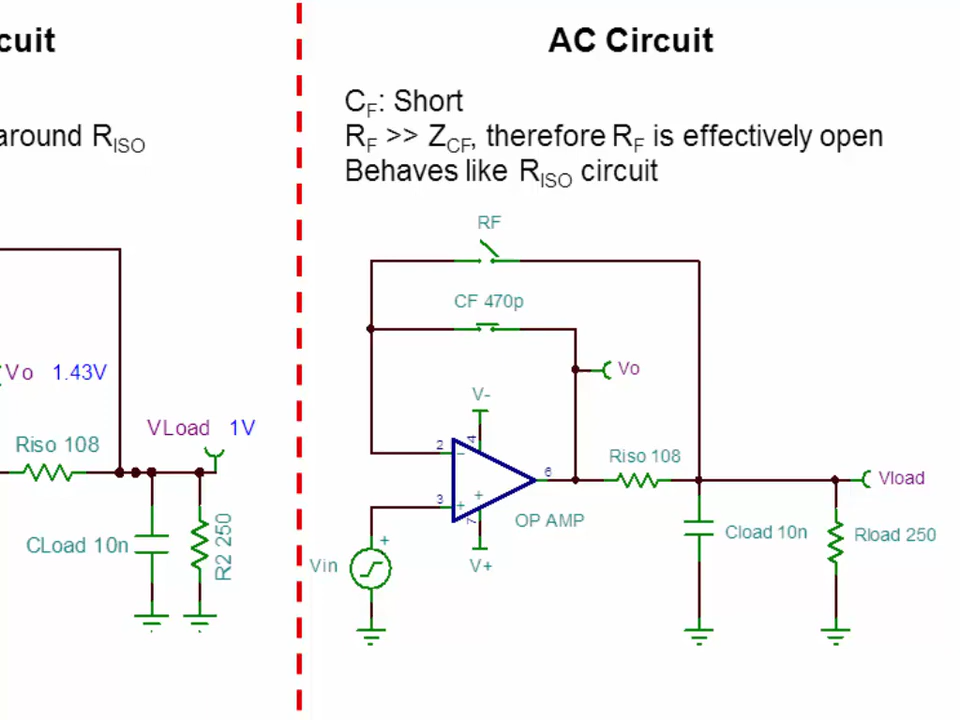 cuit
around RISO
Vo 1.43V
VLoad 1V
Riso 108
CLoad 10n
R2 250
AC Circuit
CF: Short
RF >> ZCF, therefore RF is effectively open
Behaves like RISO circuit
RF
CF 470p
Vo
V-
4
2
6
3
7
+
+
OP AMP
V+
Riso 108
Vload
Cload 10n
Rload 250
Vin
+